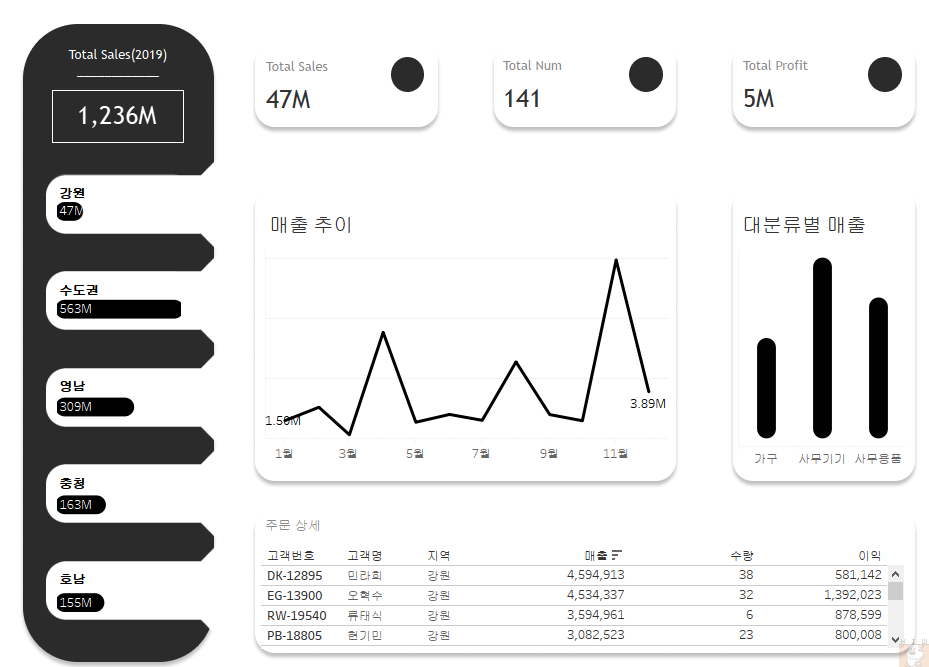 Total Sales(2019)
1,236M
강원
47M
수도권
563M
영남
309M
충청
163M
호남
155M
Total Sales
47M
Total Num
141
Total Profit
5M
매출 추이
1.50M
3.89M
1월 3월 5월 7월 9월 11월
대분류별 매출
가구 사무기기 사무용품
주문 상세
고객번호 고객명 지역 매출 수량 이익
DK-12895 민라희 강원 4,594,913 38 581,142
EG-13900 오혁수 강원 4,534,337 32 1,392,023
RW-19540 류태식 강원 3,594,961 6 878,599
PB-18805 현기민 강원 3,082,523 23 800,008